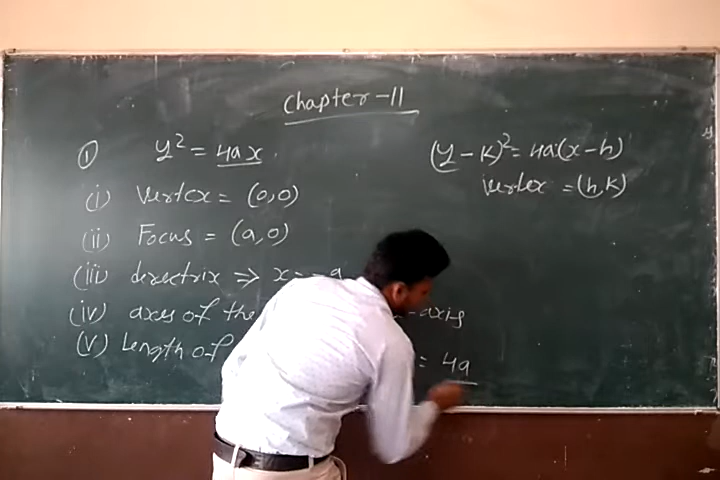 Chapter-11
① y² = 4ax
(i) Vertex = (0,0)
(ii) Focus = (a,0)
(iii) derectrix ⇒ x = -a
(iv) axes of the -axis
(v) Length of = 4a
(y-k)² = 4a(x-h)
vertex = (h,k)